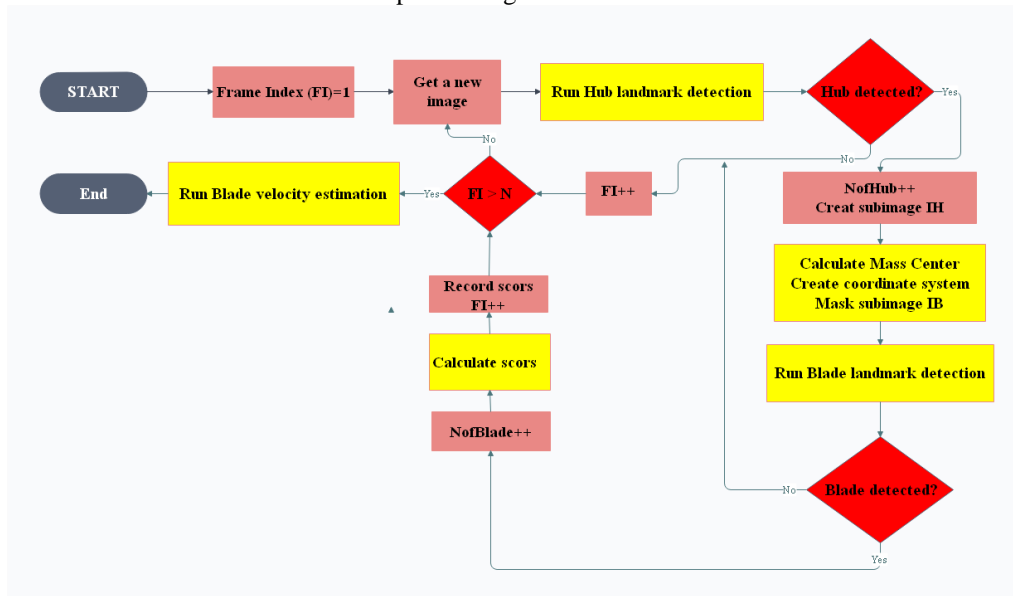 START
Frame Index (FI)=1
Get a new
image
Run Hub landmark detection
Hub detected?
Yes
No
No
End
Run Blade velocity estimation
Yes
FI > N
FI++
NofHub++
Creat subimage IH
Calculate Mass Center
Create coordinate system
Mask subimage IB
Record scors
FI++
Calculate scors
Run Blade landmark detection
NofBlade++
No
Blade detected?
Yes